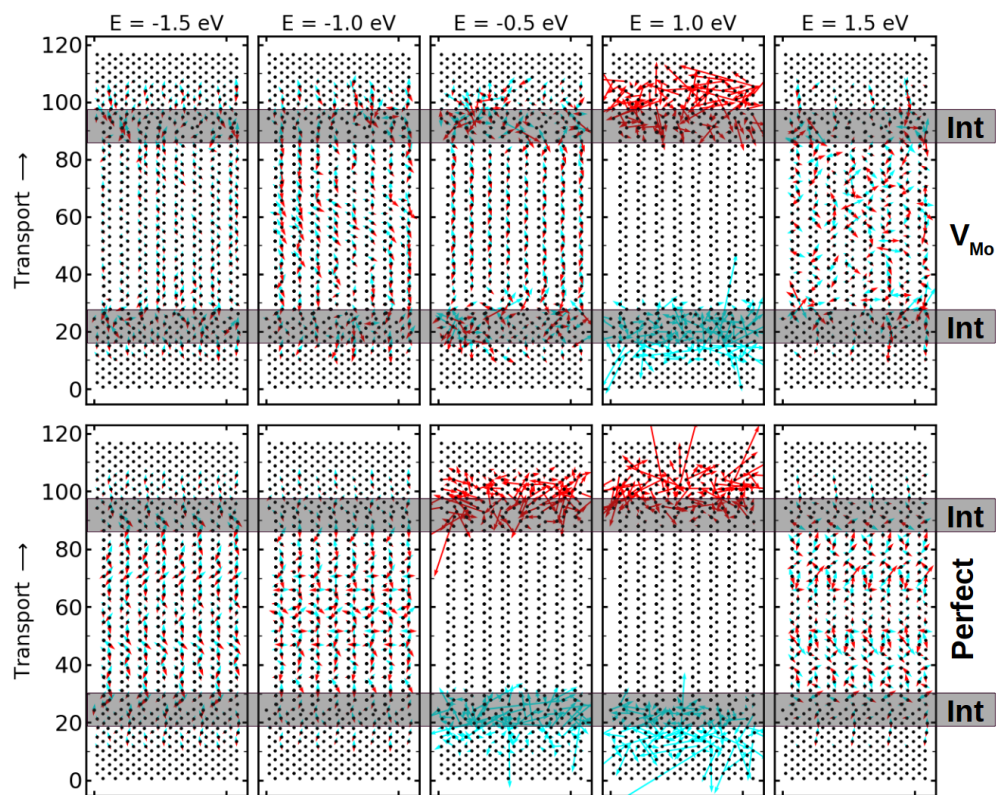 E = -1.5 eV E = -1.0 eV E = -0.5 eV E = 1.0 eV E = 1.5 eV
120
100
80
60
40
20
0
Transport →
Int
V_Mo
Int
120
100
80
60
40
20
0
Transport →
Int
Perfect
Int